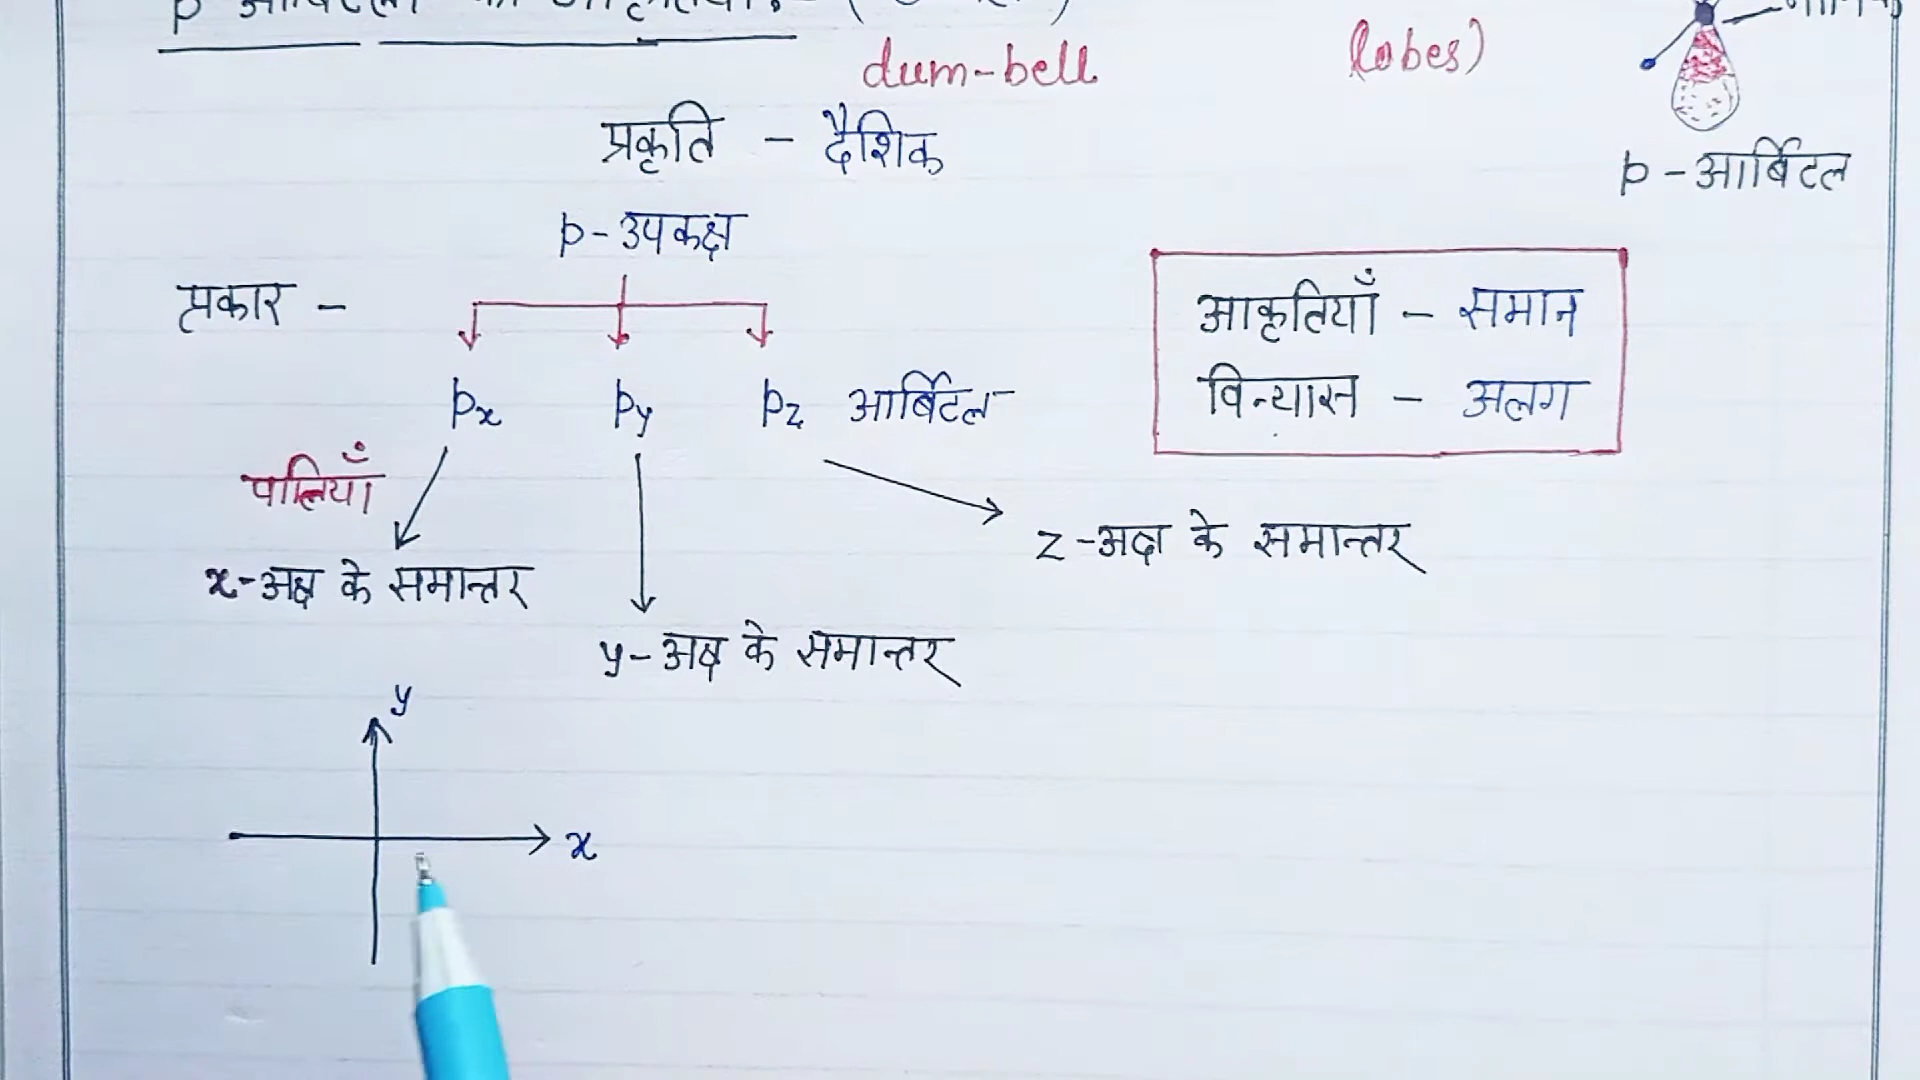 p
dum-bell lobes)
प्रकृति - दैशिक
p-आर्बिटल
p-उपकक्ष
प्रकार -
आकृतियाँ - समान
विन्यास - अलग
px py pz आर्बिटल
पालियाँ
z-अक्ष के समान्तर
x-अक्ष के समान्तर
y-अक्ष के समान्तर
y
x